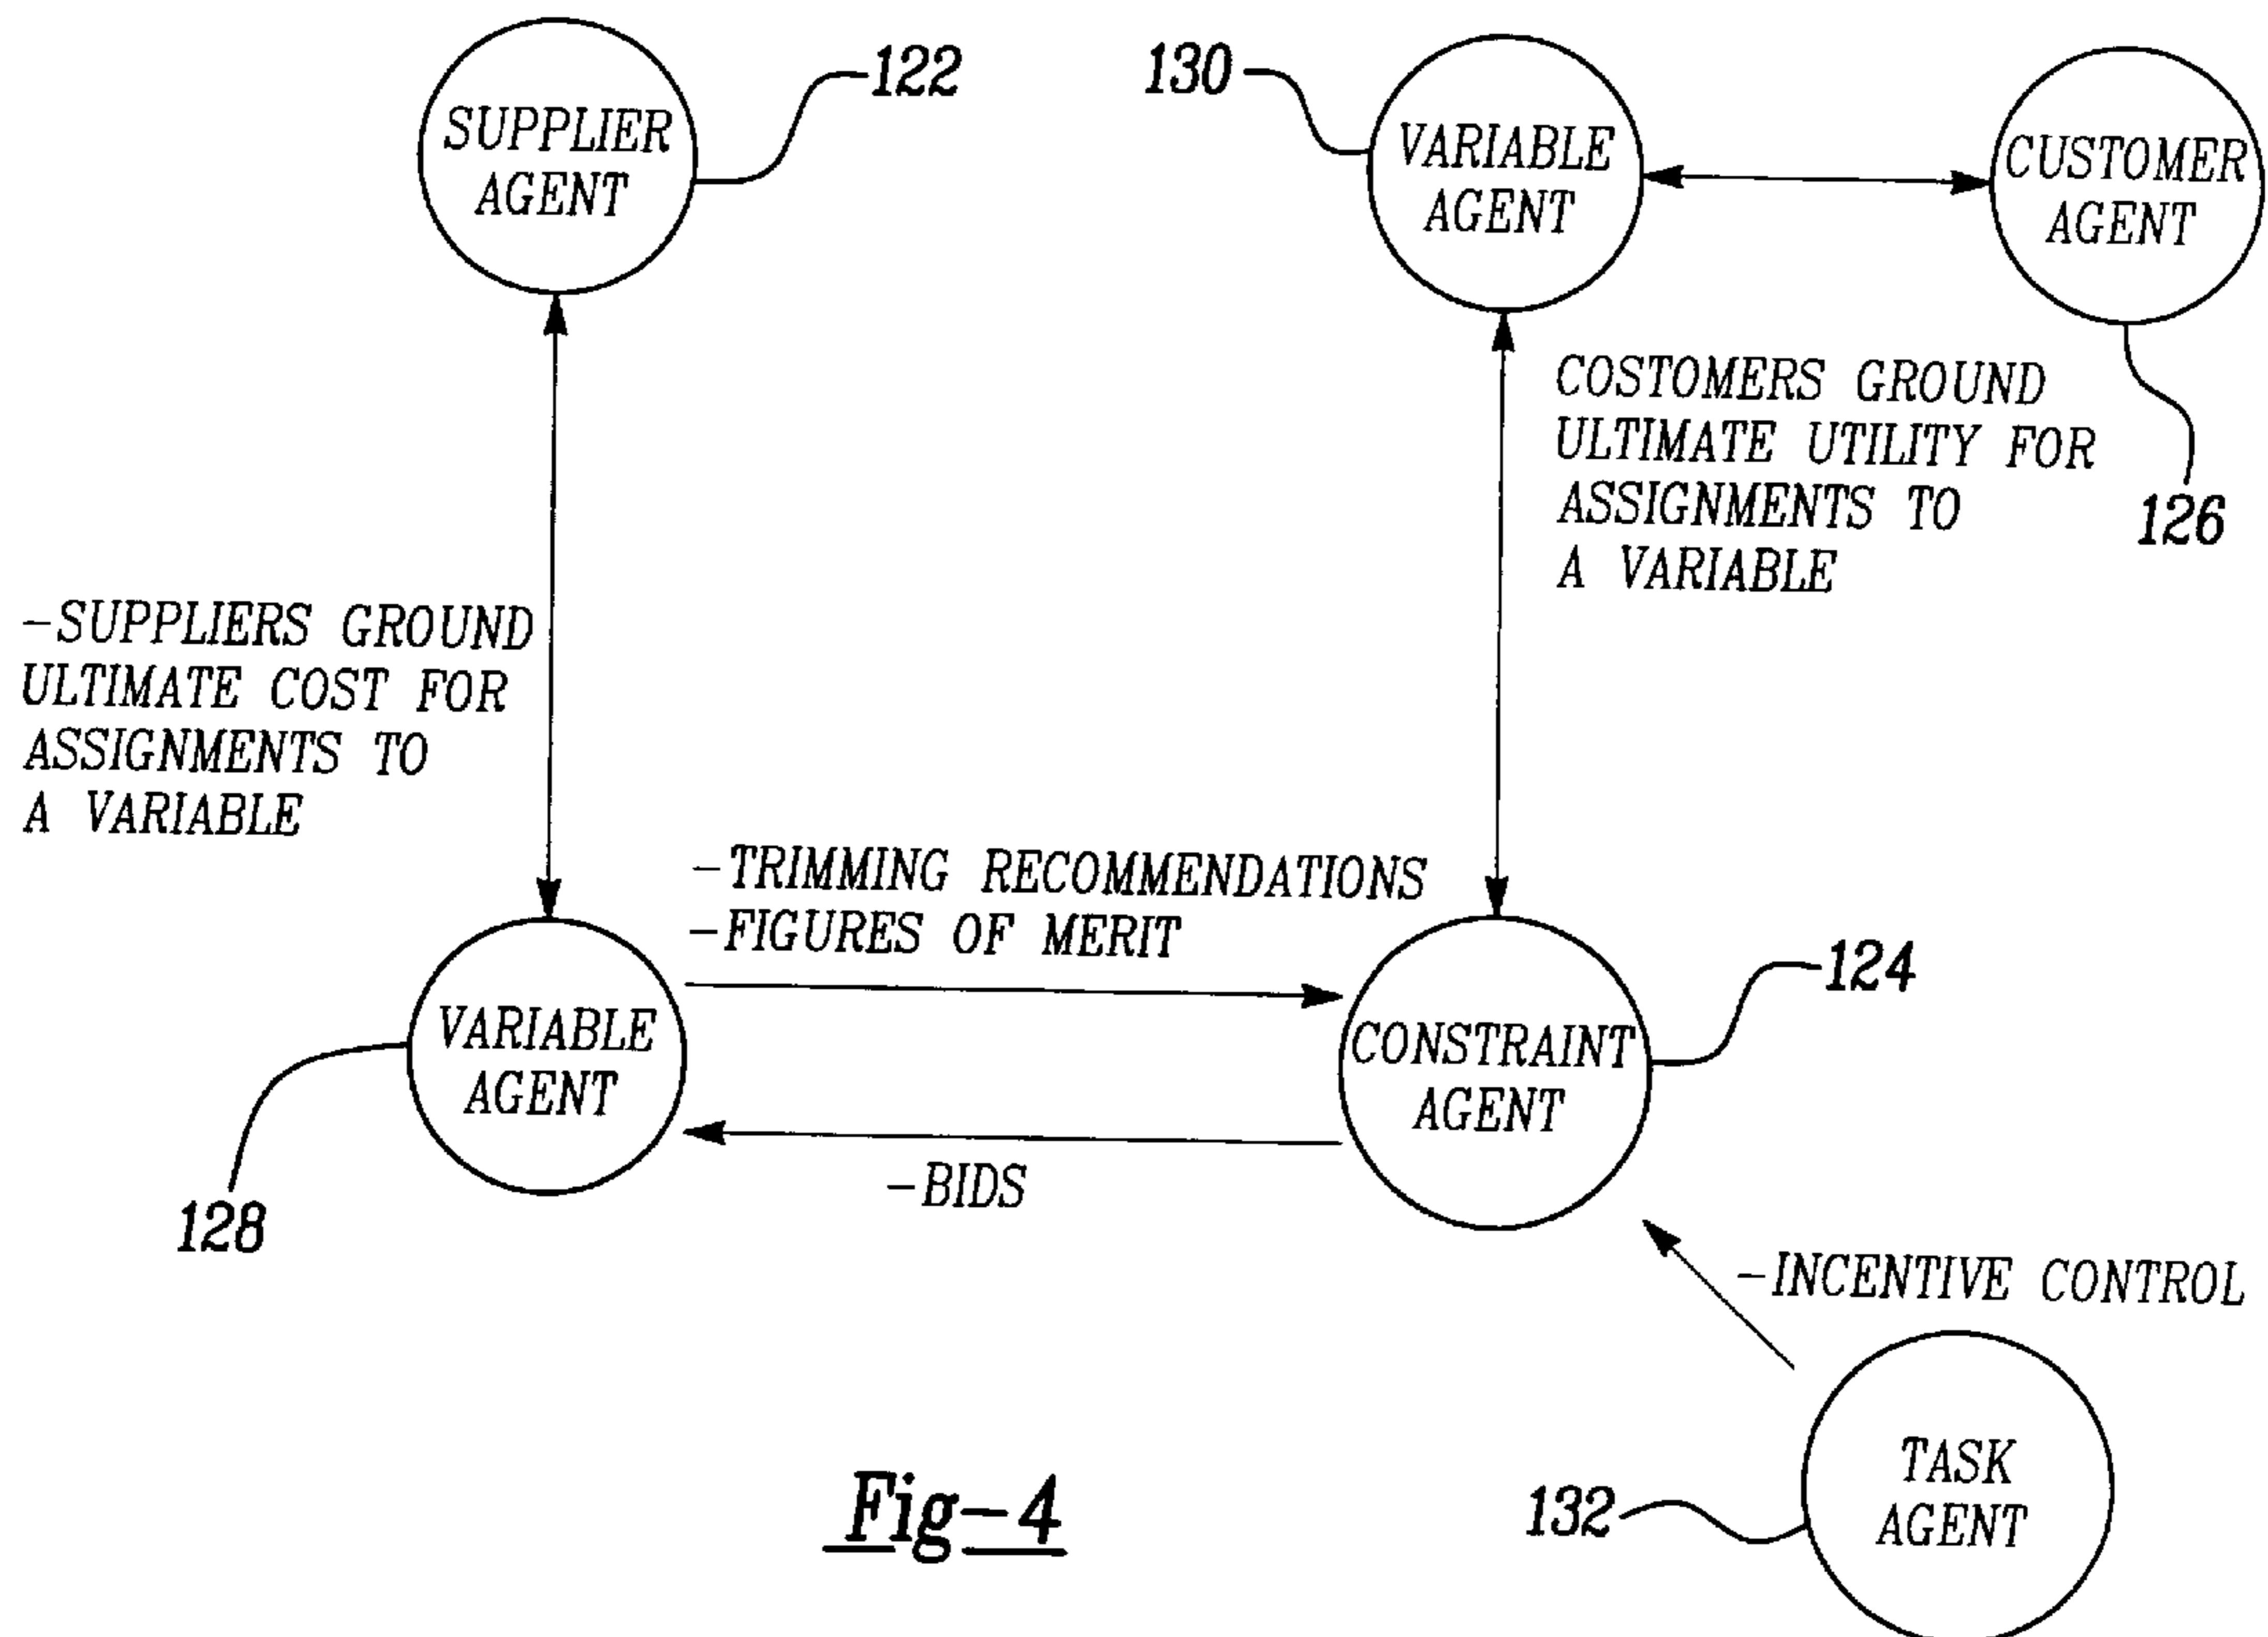 122
130
SUPPLIER
AGENT
VARIABLE
AGENT
CUSTOMER
AGENT
126
COSTOMERS GROUND
ULTIMATE UTILITY FOR
ASSIGNMENTS TO
A VARIABLE
-SUPPLIERS GROUND
ULTIMATE COST FOR
ASSIGNMENTS TO
A VARIABLE
-TRIMMING RECOMMENDATIONS
-FIGURES OF MERIT
124
VARIABLE
AGENT
CONSTRAINT
AGENT
-BIDS
128
-INCENTIVE CONTROL
TASK
AGENT
132
Fig-4